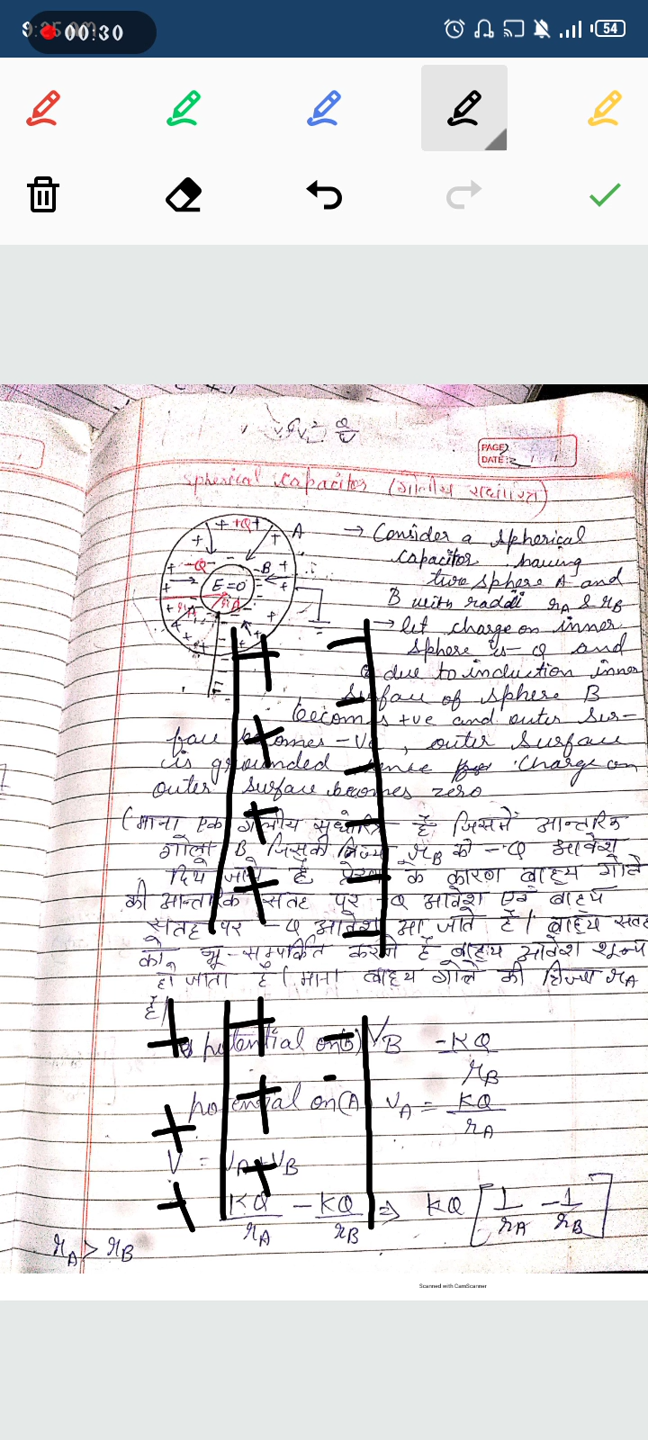 00:30
54
PAGE
DATE
Spherical Capacitor (गोलीय संधारित्र)
+Q+
A
-Q
B
E=0
→ Consider a spherical
capacitor having
two sphere A and
B with raddi rA & rB
→ let charge on inner
sphere is - Q and
due to induction inner
surface of sphere B
becomes +ve and outer sur-
face becomes -ve, outer surface
is grounded hence charge on
outer surface becomes zero
(माना एक गोलीय संधारित्र है जिसमें आन्तरिक
गोला B जिसकी त्रिज्या rB को -Q आवेश
दिये जाते हैं प्रेरण के कारण बाह्य गोले
की आन्तरिक सतह पर Q आवेश एवं बाह्य
सतह पर -Q आवेश आ जाते हैं। बाह्य सतह
को भू-सम्पर्कित करते हैं बाह्य आवेश शून्य
हो जाता है (माना बाह्य गोले की त्रिज्या rA
है)
potential on(B) VB -KQ
rB
potential on(A) VA = KQ
rA
V = VA+VB
KQ/rA - KQ/rB ⇒ KQ [1/rA - 1/rB]
rA > rB
Scanned with CamScanner